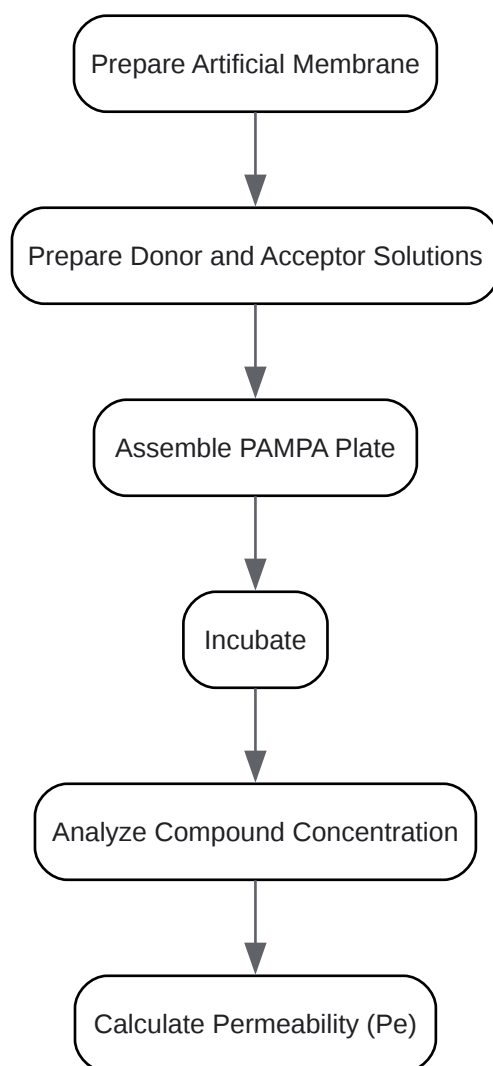 Prepare Artificial Membrane
Prepare Donor and Acceptor Solutions
Assemble PAMPA Plate
Incubate
Analyze Compound Concentration
Calculate Permeability (Pe)